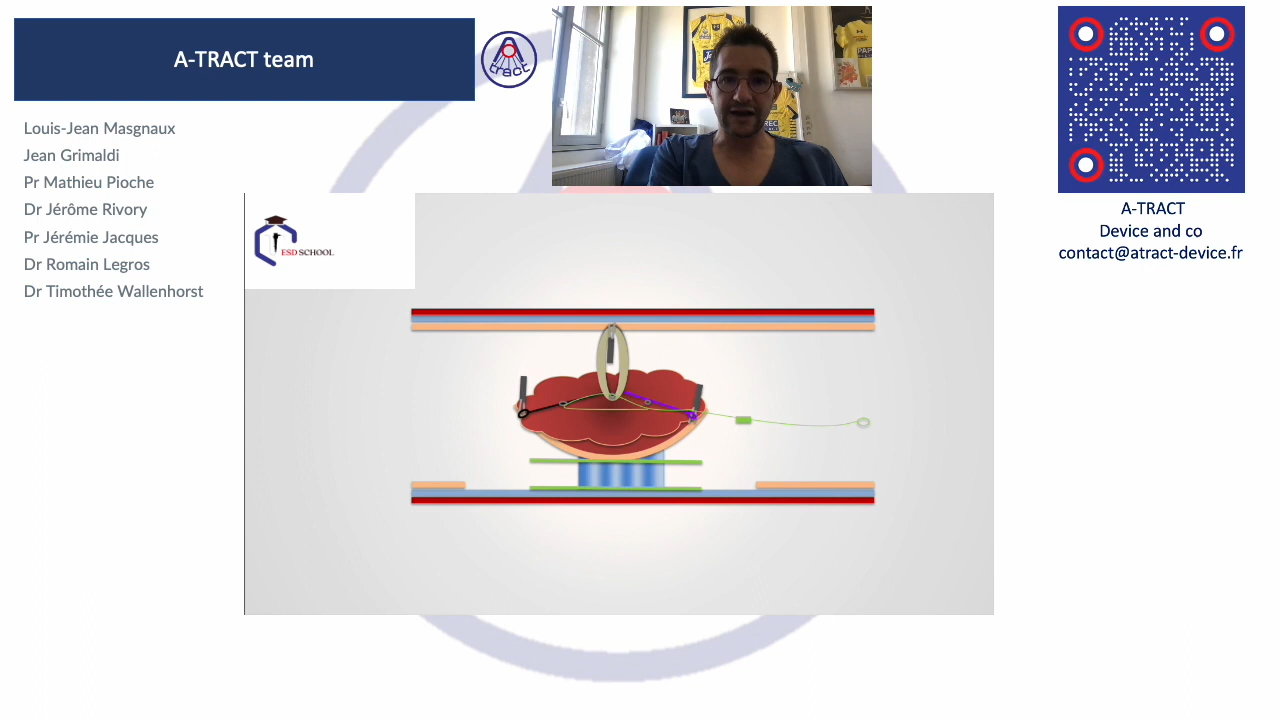 A-TRACT team
tract
Louis-Jean Masgnaux
Jean Grimaldi
Pr Mathieu Pioche
Dr Jérôme Rivory
Pr Jérémie Jacques
Dr Romain Legros
Dr Timothée Wallenhorst
A-TRACT
Device and co
contact@atract-device.fr
ESD SCHOOL